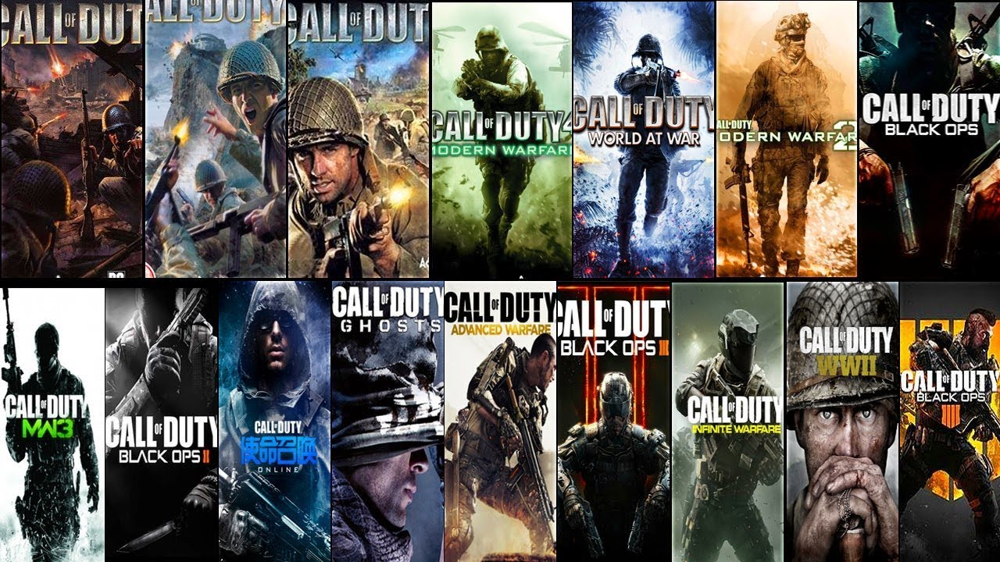 CALL OF DUT
CALL OF DUT
CALL OF DUT
CALL OF DUTY 4
MODERN WARFAR
CALL OF DUTY
WORLD AT WAR
CALL OF DUTY
MODERN WARFAR
2
CALL OF DUTY
BLACK OPS
CALL OF DUTY
MW3
CALL OF DUTY
BLACK OPS II
CALL OF DUTY
使命召唤
ONLINE
CALL OF DUTY
GHOSTS
CALL OF DUTY
ADVANCED WARFARE
CALL OF DUT
BLACK OPS III
CALL OF DUTY
INFINITE WARFARE
CALL OF DUTY
WWII
CALL OF DUTY
BLACK OPS
IIII